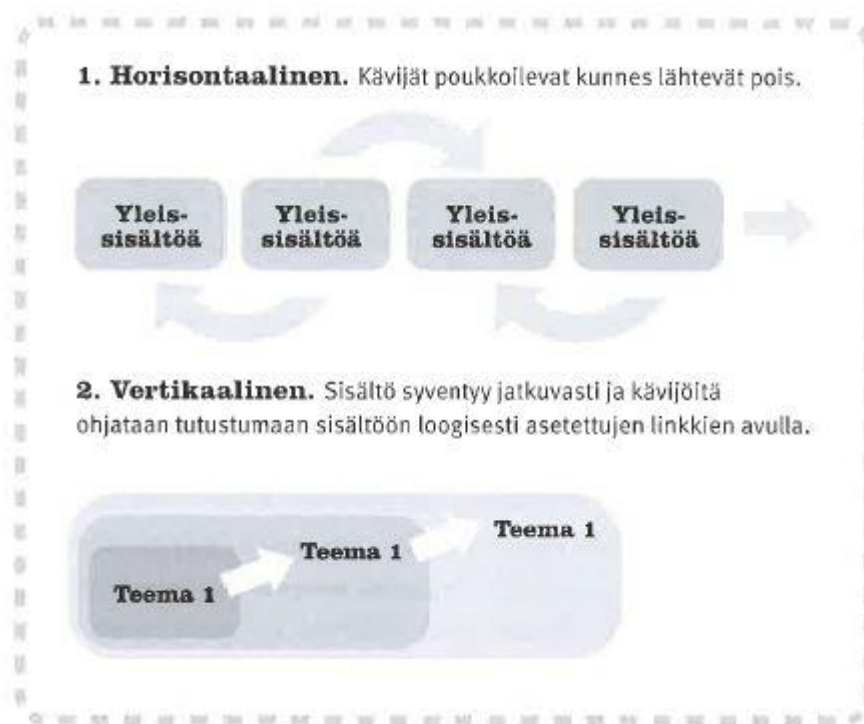 1. Horisontaalinen. Kävijät poukkoilevat kunnes lähtevät pois.
Yleis-
sisältöä
Yleis-
sisältöä
Yleis-
sisältöä
Yleis-
sisältöä
2. Vertikaalinen. Sisältö syventyy jatkuvasti ja kävijöitä
ohjataan tutustumaan sisältöön loogisesti asetettujen linkkien avulla.
Teema 1
Teema 1
Teema 1